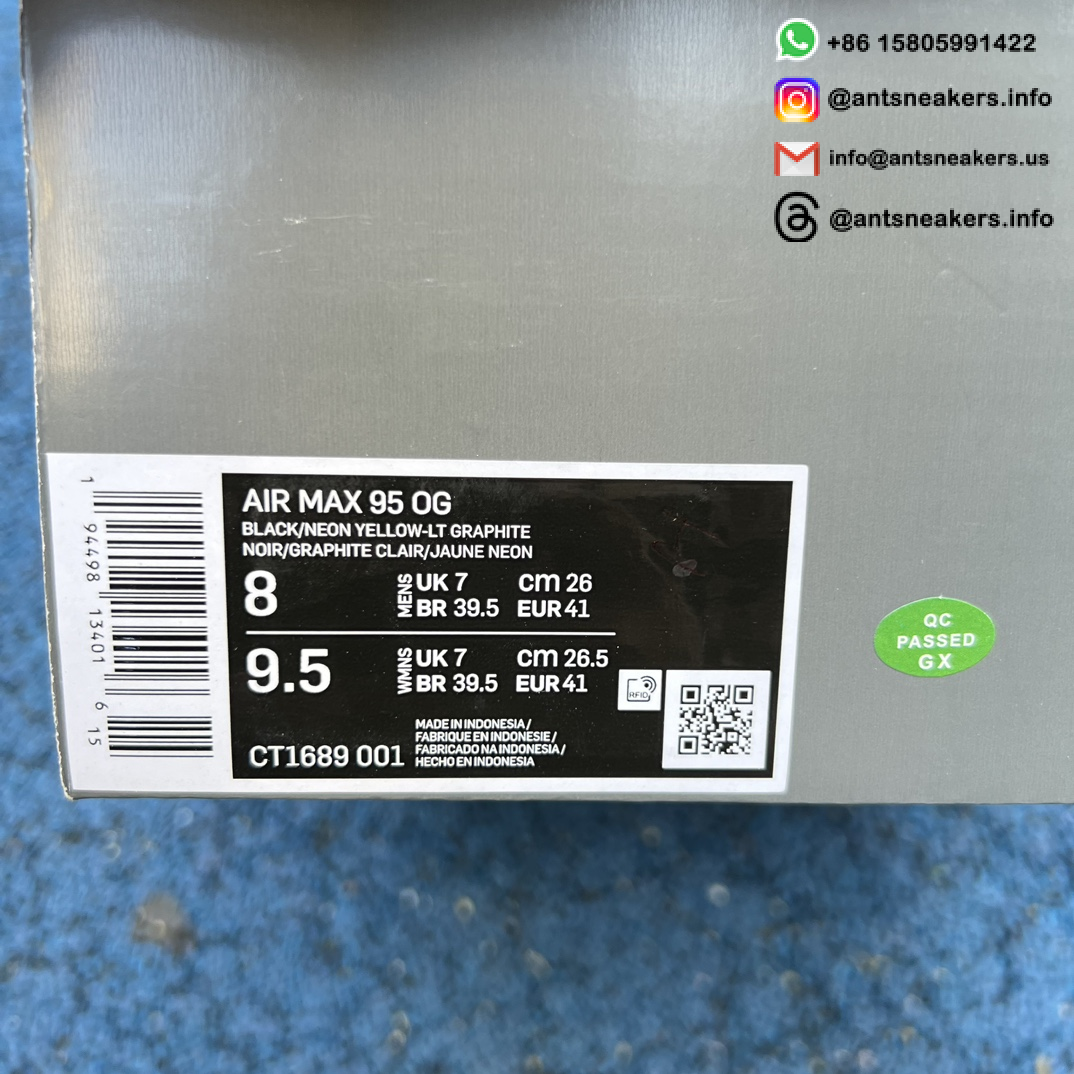 +86 15805991422
@antsneakers.info
info@antsneakers.us
@antsneakers.info
AIR MAX 95 OG
BLACK/NEON YELLOW-LT GRAPHITE
NOIR/GRAPHITE CLAIR/JAUNE NEON
8 MENS UK 7 cm 26
BR 39.5 EUR 41
9.5 WMNS UK 7 cm 26.5
BR 39.5 EUR 41
RFID
MADE IN INDONESIA/
FABRIQUE EN INDONESIE/
FABRICADO NA INDONESIA/
HECHO EN INDONESIA
CT1689 001
1 94498 13401 6 15
QC
PASSED
GX